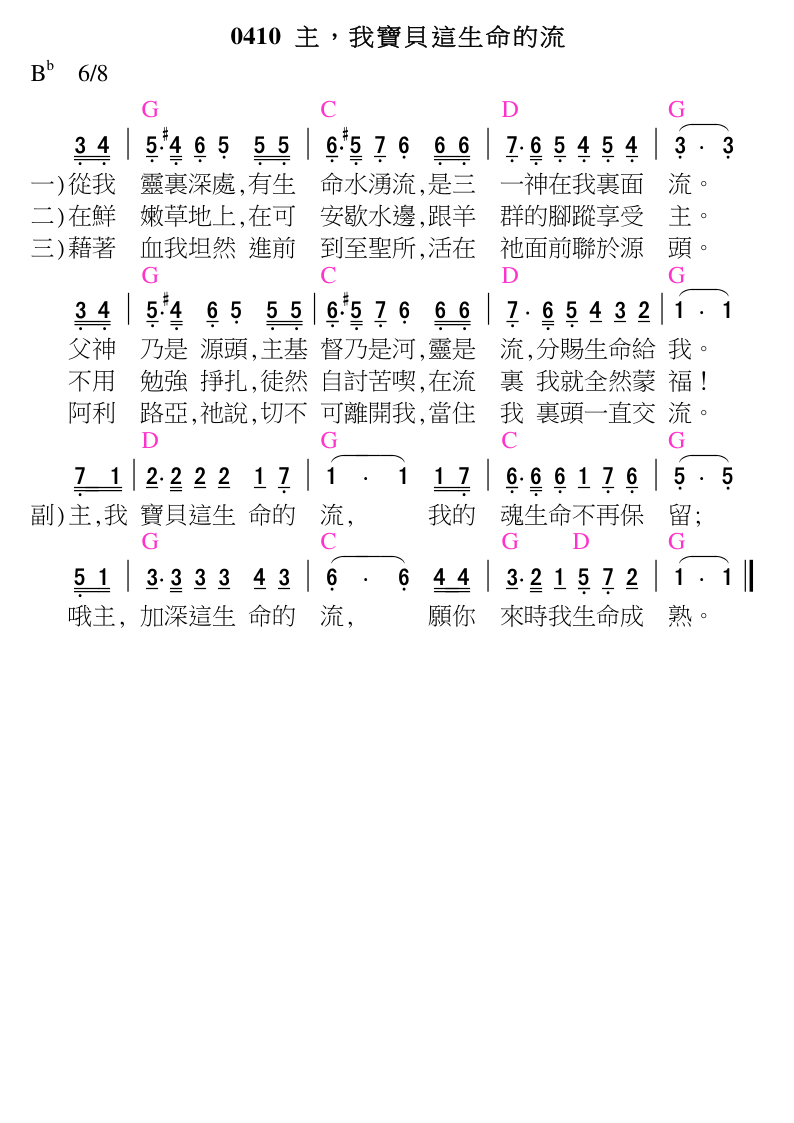 0410 主，我寶貝這生命的流
Bb 6/8
G C D G
3 4 | 5·#4 6 5 5 5 | 6·#5 7 6 6 6 | 7·6 5 4 5 4 | 3 · 3
一)從我 靈裏深處,有生 命水湧流,是三 一神在我裏面 流。
二)在鮮 嫩草地上,在可 安歇水邊,跟羊 群的腳蹤享受 主。
三)藉著 血我坦然 進前 到至聖所,活在 祂面前聯於源 頭。
G C D G
3 4 | 5·#4 6 5 5 5 | 6·#5 7 6 6 6 | 7· 6 5 4 3 2 | 1 · 1
父神 乃是 源頭,主基 督乃是河,靈是 流,分賜生命給 我。
不用 勉強 掙扎,徒然 自討苦喫,在流 裏 我就全然蒙 福!
阿利 路亞,祂說,切不 可離開我,當住 我 裏頭一直交 流。
D G C G
7 1 | 2·2 2 2 1 7 | 1 · 1 1 7 | 6·6 6 1 7 6 | 5 · 5
副)主,我 寶貝這生 命的 流, 我的 魂生命不再保 留;
G C G D G
5 1 | 3·3 3 3 4 3 | 6 · 6 4 4 | 3·2 1 5 7 2 | 1 · 1 ‖
哦主, 加深這生 命的 流, 願你 來時我生命成 熟。